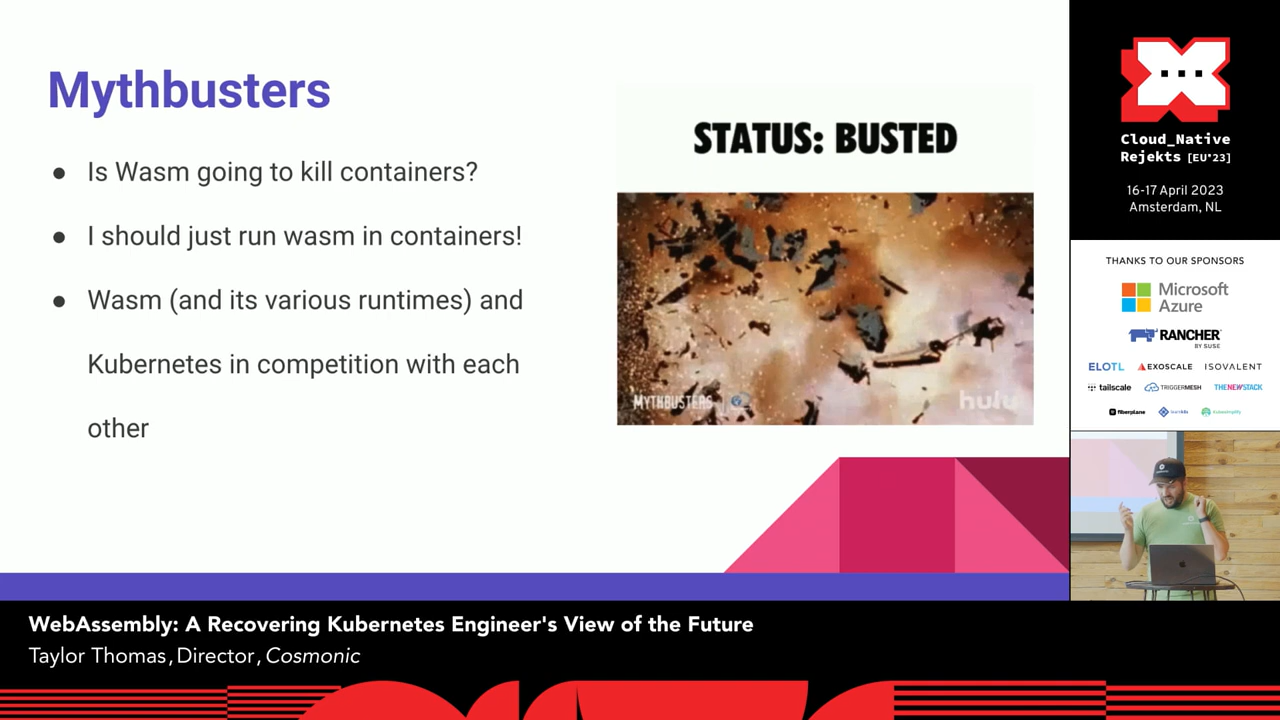 Mythbusters
● Is Wasm going to kill containers?
● I should just run wasm in containers!
● Wasm (and its various runtimes) and
Kubernetes in competition with each
other
STATUS: BUSTED
MYTHBUSTERS
hulu
Cloud_Native
Rejekts [EU*23]
16-17 April 2023
Amsterdam, NL
THANKS TO OUR SPONSORS
Microsoft
Azure
RANCHER
BY SUSE
ELOTL EXOSCALE ISOVALENT
tailscale TRIGGERMESH THENEWSTACK
fiberplane
WebAssembly: A Recovering Kubernetes Engineer's View of the Future
Taylor Thomas, Director, Cosmonic